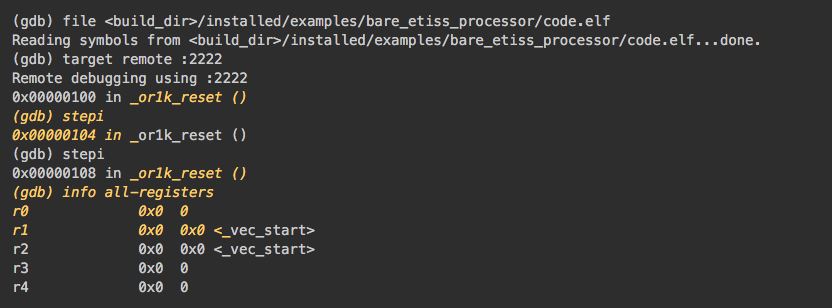 (gdb) file <build_dir>/installed/examples/bare_etiss_processor/code.elf
Reading symbols from <build_dir>/installed/examples/bare_etiss_processor/code.elf...done.
(gdb) target remote :2222
Remote debugging using :2222
0x00000100 in _or1k_reset ()
(gdb) stepi
0x00000104 in _or1k_reset ()
(gdb) stepi
0x00000108 in _or1k_reset ()
(gdb) info all-registers
r0 0x0 0
r1 0x0 0x0 <_vec_start>
r2 0x0 0x0 <_vec_start>
r3 0x0 0
r4 0x0 0